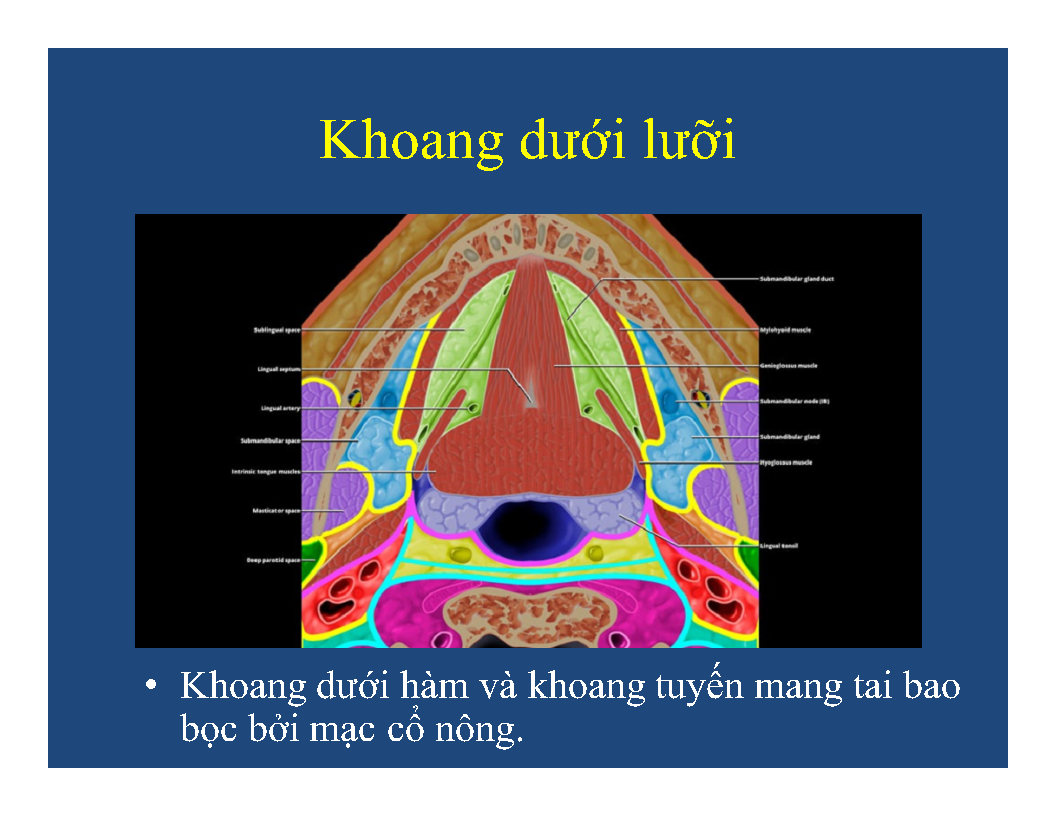 Khoang dưới lưỡi
Submandibular gland duct
Sublingual space
Mylohyoid muscle
Lingual septum
Genioglossus muscle
Lingual artery
Submandibular node (IB)
Submandibular space
Submandibular gland
Intrinsic tongue muscles
Hyoglossus muscle
Masticator space
Lingual tonsil
Deep parotid space
• Khoang dưới hàm và khoang tuyến mang tai bao
bọc bởi mạc cổ nông.